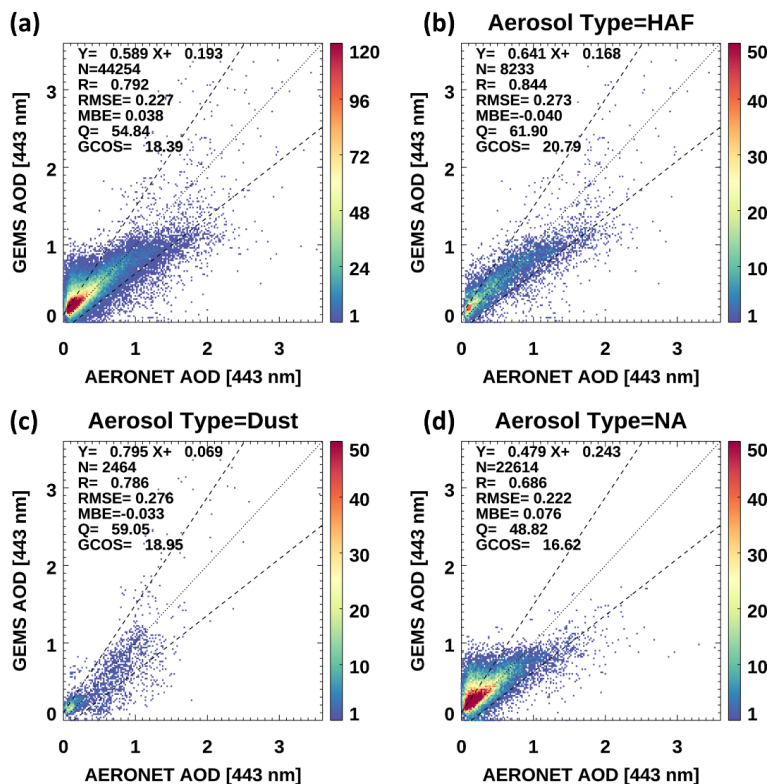 (a)
Y= 0.589 X+ 0.193
N=44254
R= 0.792
RMSE= 0.227
MBE= 0.038
Q= 54.84
GCOS= 18.39
GEMS AOD [443 nm]
3
2
1
0
0 1 2 3
AERONET AOD [443 nm]
120
96
72
48
24
1
(b) Aerosol Type=HAF
Y= 0.641 X+ 0.168
N= 8233
R= 0.844
RMSE= 0.273
MBE=-0.040
Q= 61.90
GCOS= 20.79
GEMS AOD [443 nm]
3
2
1
0
0 1 2 3
AERONET AOD [443 nm]
50
40
30
20
10
1
(c) Aerosol Type=Dust
Y= 0.795 X+ 0.069
N= 2464
R= 0.786
RMSE= 0.276
MBE=-0.033
Q= 59.05
GCOS= 18.95
GEMS AOD [443 nm]
3
2
1
0
0 1 2 3
AERONET AOD [443 nm]
50
40
30
20
10
1
(d) Aerosol Type=NA
Y= 0.479 X+ 0.243
N=22614
R= 0.686
RMSE= 0.222
MBE= 0.076
Q= 48.82
GCOS= 16.62
GEMS AOD [443 nm]
3
2
1
0
0 1 2 3
AERONET AOD [443 nm]
50
40
30
20
10
1